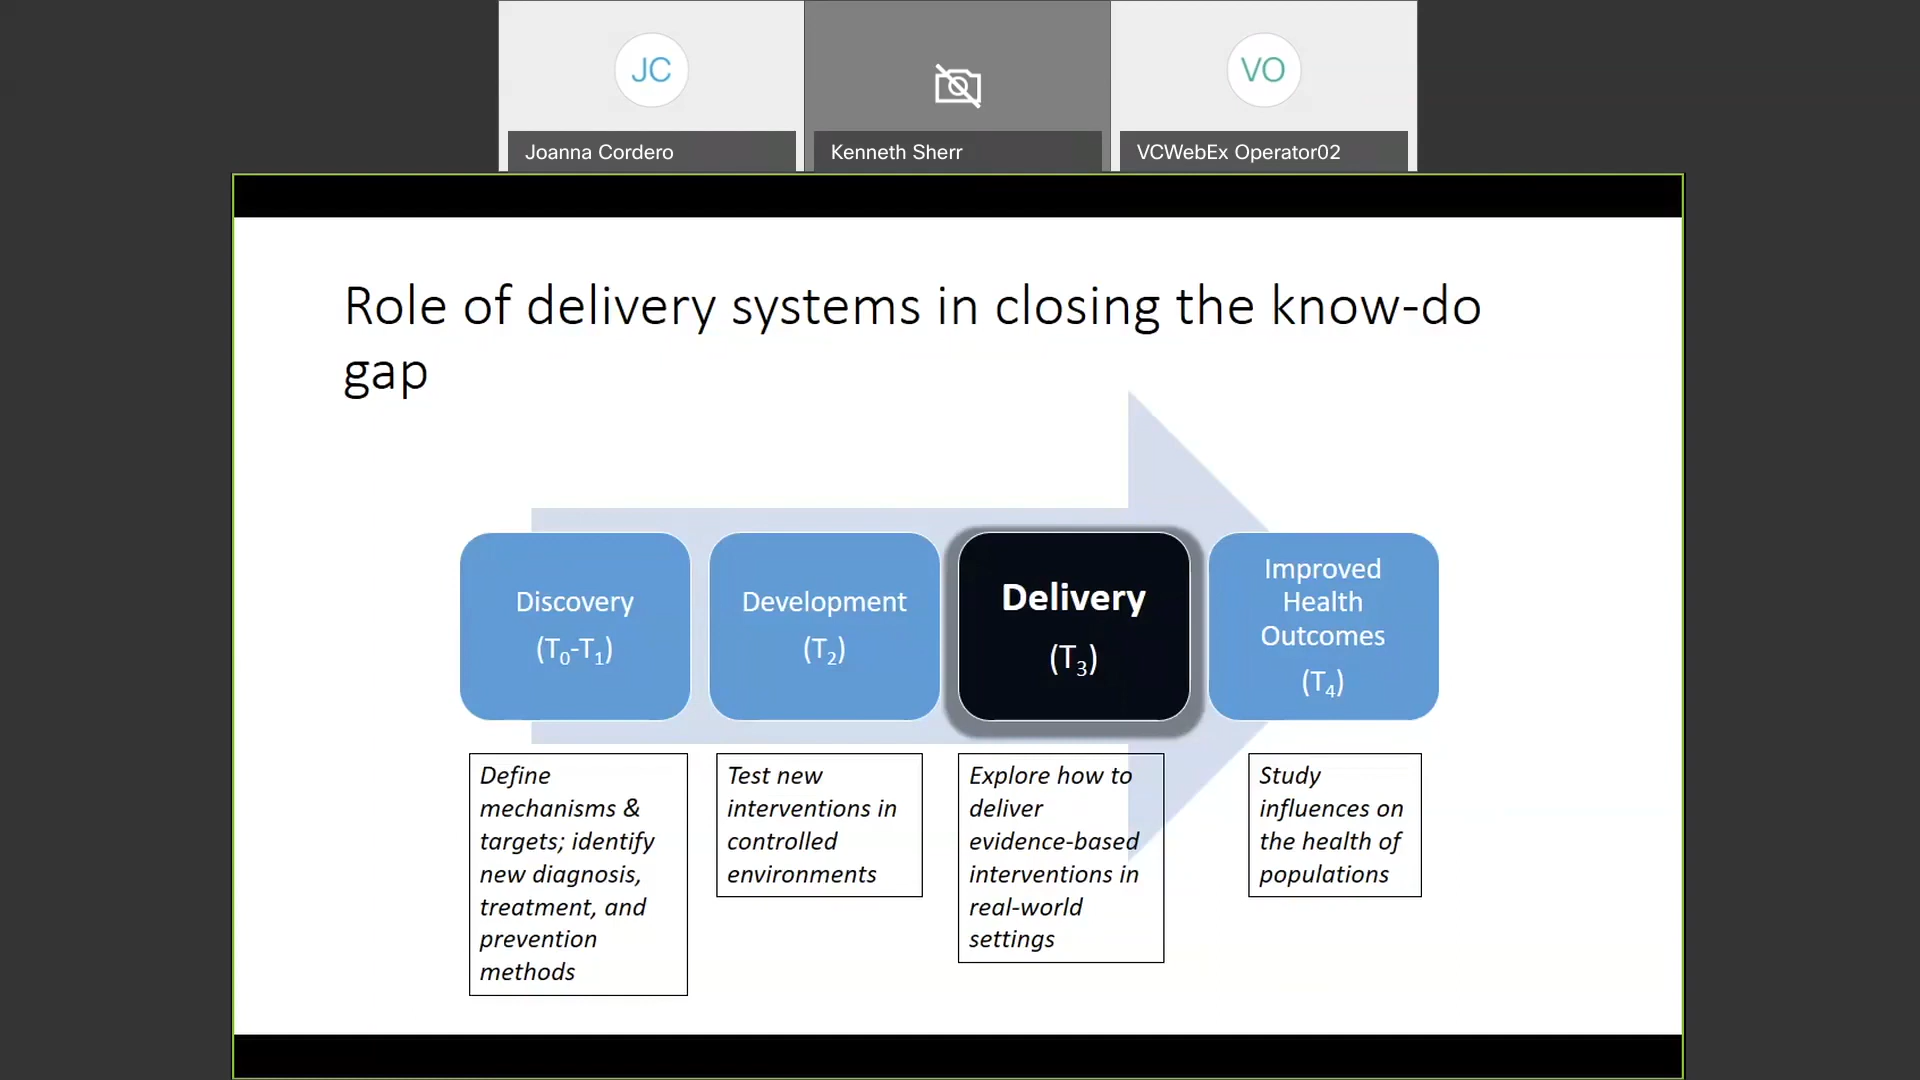 JC
VO
Joanna Cordero
Kenneth Sherr
VCWebEx Operator02
Role of delivery systems in closing the know-do
gap
Discovery
(T0-T1)
Development
(T2)
Delivery
(T3)
Improved
Health
Outcomes
(T4)
Define
mechanisms &
targets; identify
new diagnosis,
treatment, and
prevention
methods
Test new
interventions in
controlled
environments
Explore how to
deliver
evidence-based
interventions in
real-world
settings
Study
influences on
the health of
populations